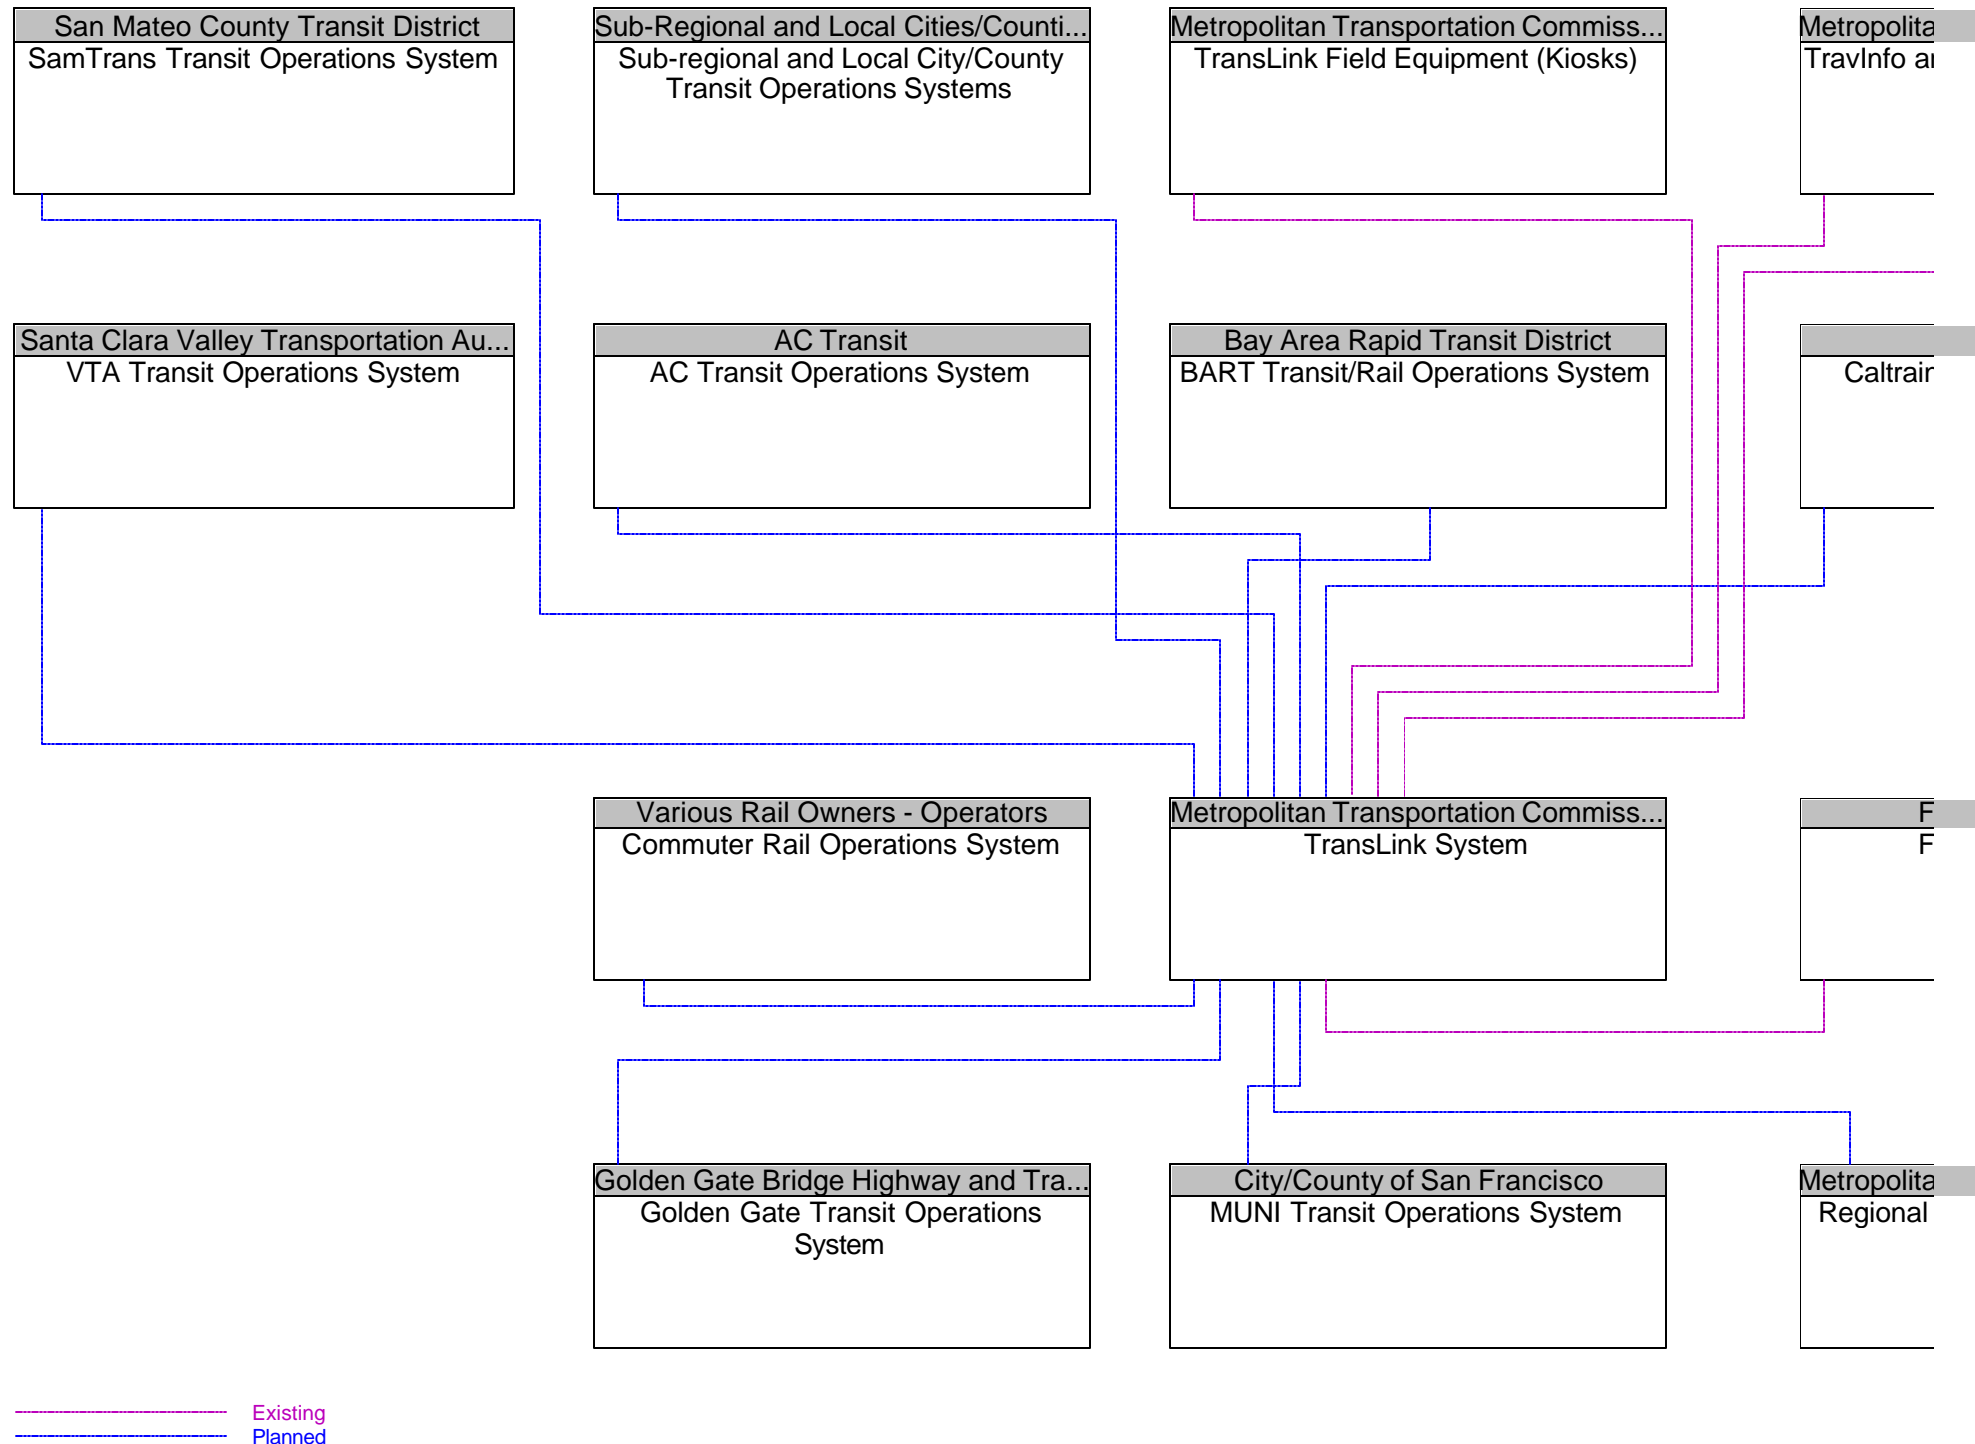 San Mateo County Transit District
SamTrans Transit Operations System
Sub-Regional and Local Cities/Counti...
Sub-regional and Local City/County
Transit Operations Systems
Metropolitan Transportation Commiss...
TransLink Field Equipment (Kiosks)
Metropolita
TravInfo
Santa Clara Valley Transportation Au...
VTA Transit Operations System
AC Transit
AC Transit Operations System
Bay Area Rapid Transit District
BART Transit/Rail Operations System
Caltrain
Various Rail Owners - Operators
Commuter Rail Operations System
Metropolitan Transportation Commiss...
TransLink System
F
F
Golden Gate Bridge Highway and Tra...
Golden Gate Transit Operations
System
City/County of San Francisco
MUNI Transit Operations System
Metropolita
Regional
Existing
Planned